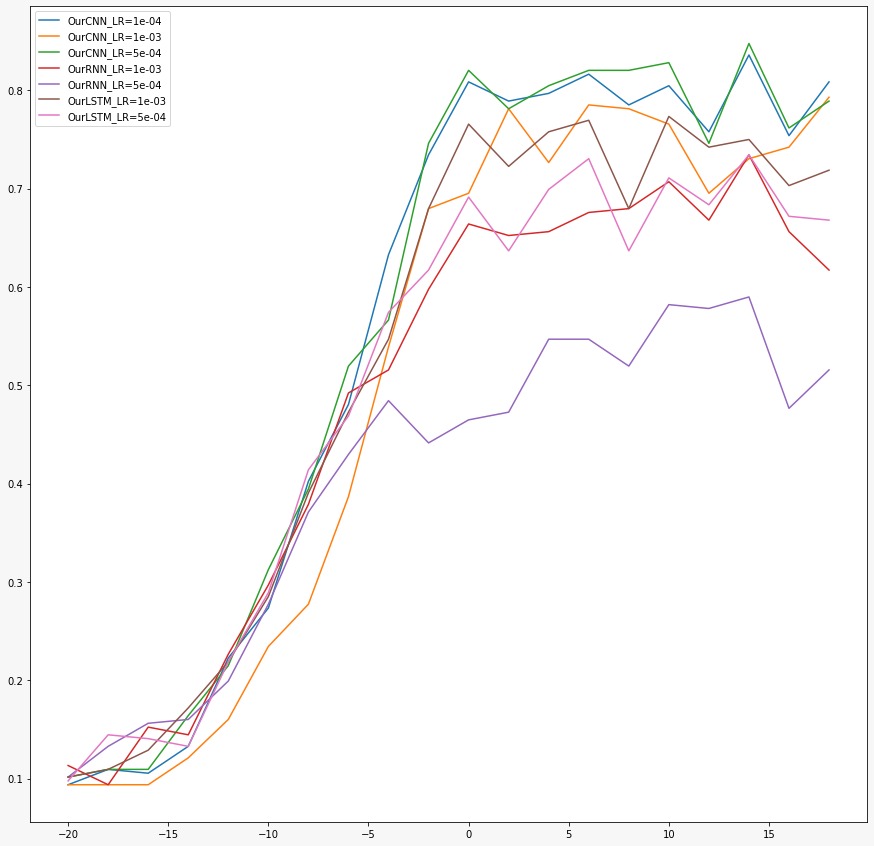 OurCNN_LR=1e-04
OurCNN_LR=1e-03
OurCNN_LR=5e-04
OurRNN_LR=1e-03
OurRNN_LR=5e-04
OurLSTM_LR=1e-03
OurLSTM_LR=5e-04
0.8
0.7
0.6
0.5
0.4
0.3
0.2
0.1
−20 −15 −10 −5 0 5 10 15